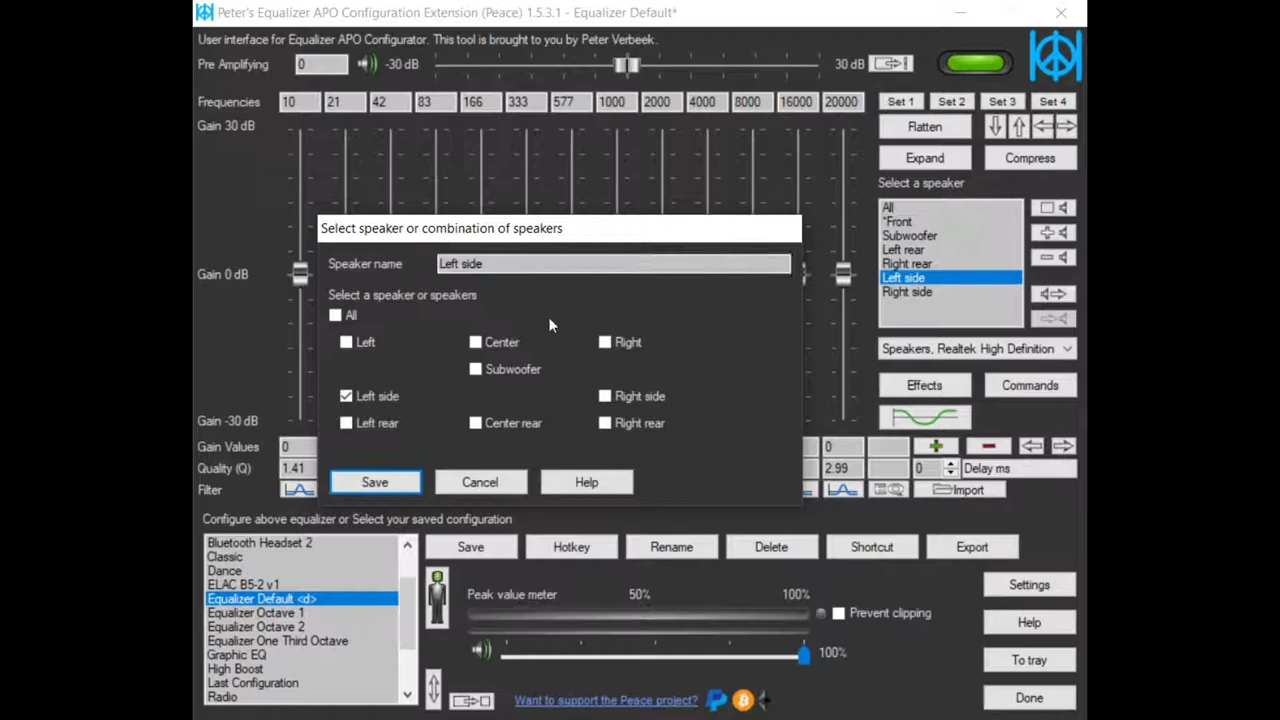 Peter's Equalizer APO Configuration Extension (Peace) 1.5.3.1 - Equalizer Default*
User interface for Equalizer APO Configurator. This tool is brought to you by Peter Verbeek.
Pre Amplifying 0 -30 dB 30 dB
Frequencies 10 21 42 83 166 333 577 1000 2000 4000 8000 16000 20000 Set 1 Set 2 Set 3 Set 4
Gain 30 dB
Flatten
Expand Compress
Select a speaker
All
*Front
Subwoofer
Left rear
Right rear
Left side
Right side
Select speaker or combination of speakers
Speaker name Left side
Select a speaker or speakers
All
Left Center Right
Subwoofer
Left side Right side
Left rear Center rear Right rear
Save Cancel Help
Gain 0 dB
Speakers, Realtek High Definition
Effects Commands
Gain -30 dB
Gain Values 0 0
Quality (Q) 1.41 2.99 0 Delay ms
Filter Import
Configure above equalizer or Select your saved configuration
Bluetooth Headset 2
Classic
Dance
ELAC B5-2 v1
Equalizer Default <d>
Equalizer Octave 1
Equalizer Octave 2
Equalizer One Third Octave
Graphic EQ
High Boost
Last Configuration
Radio
Save Hotkey Rename Delete Shortcut Export
Peak value meter 50% 100%
Prevent clipping
100%
Settings
Help
To tray
Done
Want to support the Peace project?